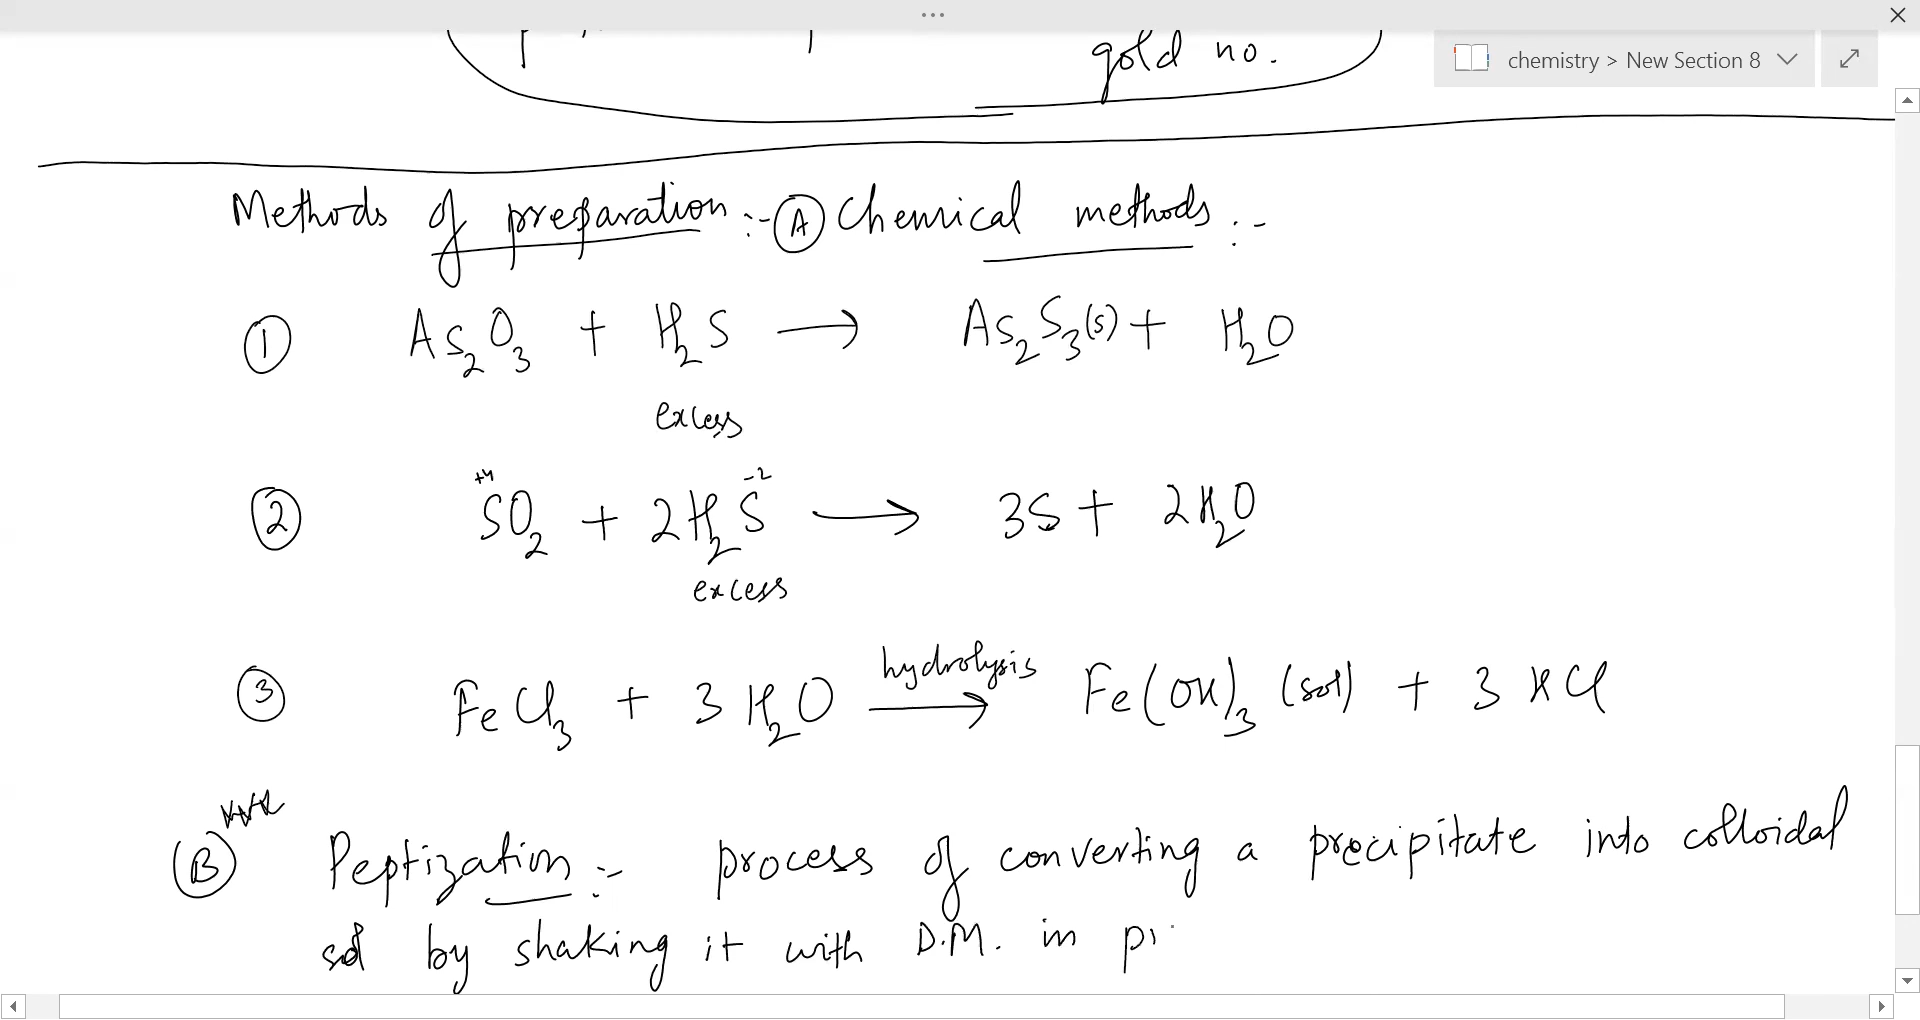 ...
gold no.
chemistry > New Section 8
Methods of preparation :- (A) Chemical methods :-
① As₂O₃ + H₂S → As₂S₃(s) + H₂O
excess
+4 -2
② SO₂ + 2H₂S → 3S + 2H₂O
excess
hydrolysis
③ FeCl₃ + 3H₂O → Fe(OH)₃ (sol) + 3HCl
(B) Peptization :- process of converting a precipitate into colloidal
sol by shaking it with D.M. in